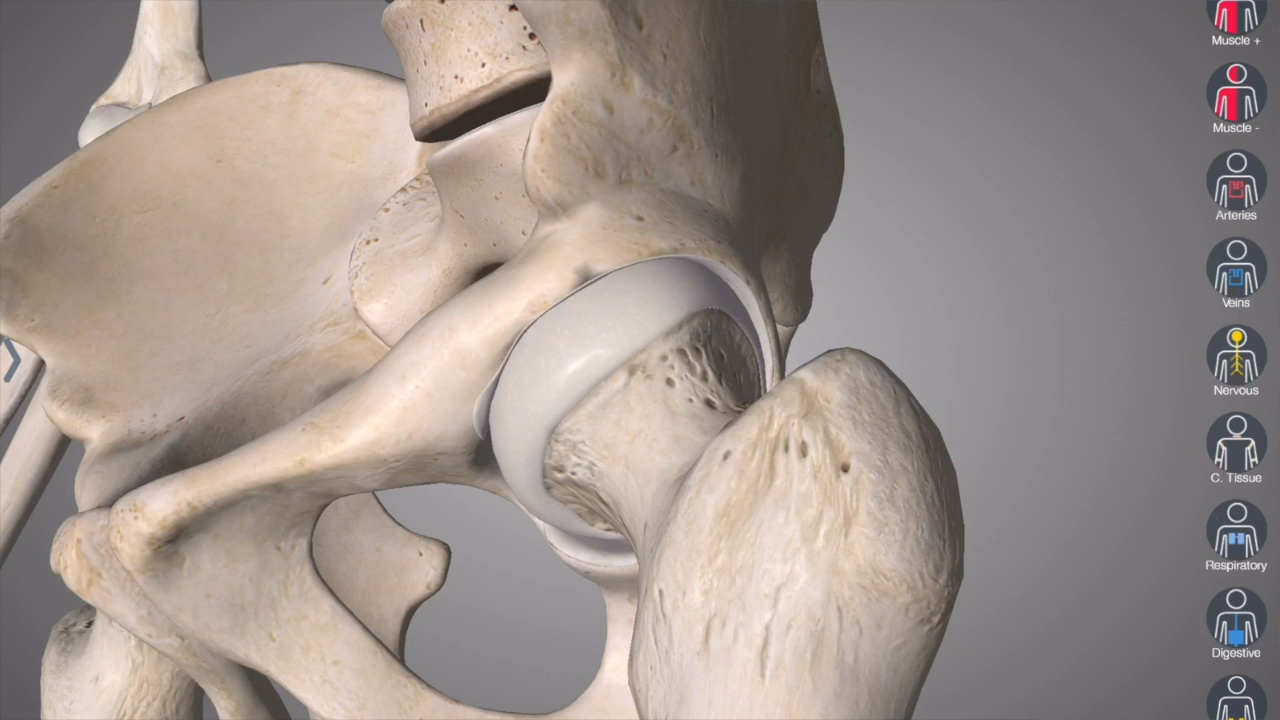 Muscle +
Muscle -
Arteries
Veins
Nervous
C. Tissue
Respiratory
Digestive